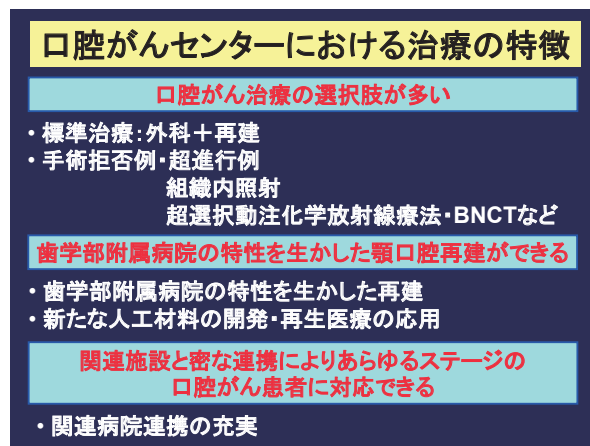 口腔がんセンターにおける治療の特徴
口腔がん治療の選択肢が多い
・標準治療：外科＋再建
・手術拒否例・超進行例
組織内照射
超選択動注化学放射線療法・BNCTなど
歯学部附属病院の特性を生かした顎口腔再建ができる
・歯学部附属病院の特性を生かした再建
・新たな人工材料の開発・再生医療の応用
関連施設と密な連携によりあらゆるステージの
口腔がん患者に対応できる
・関連病院連携の充実